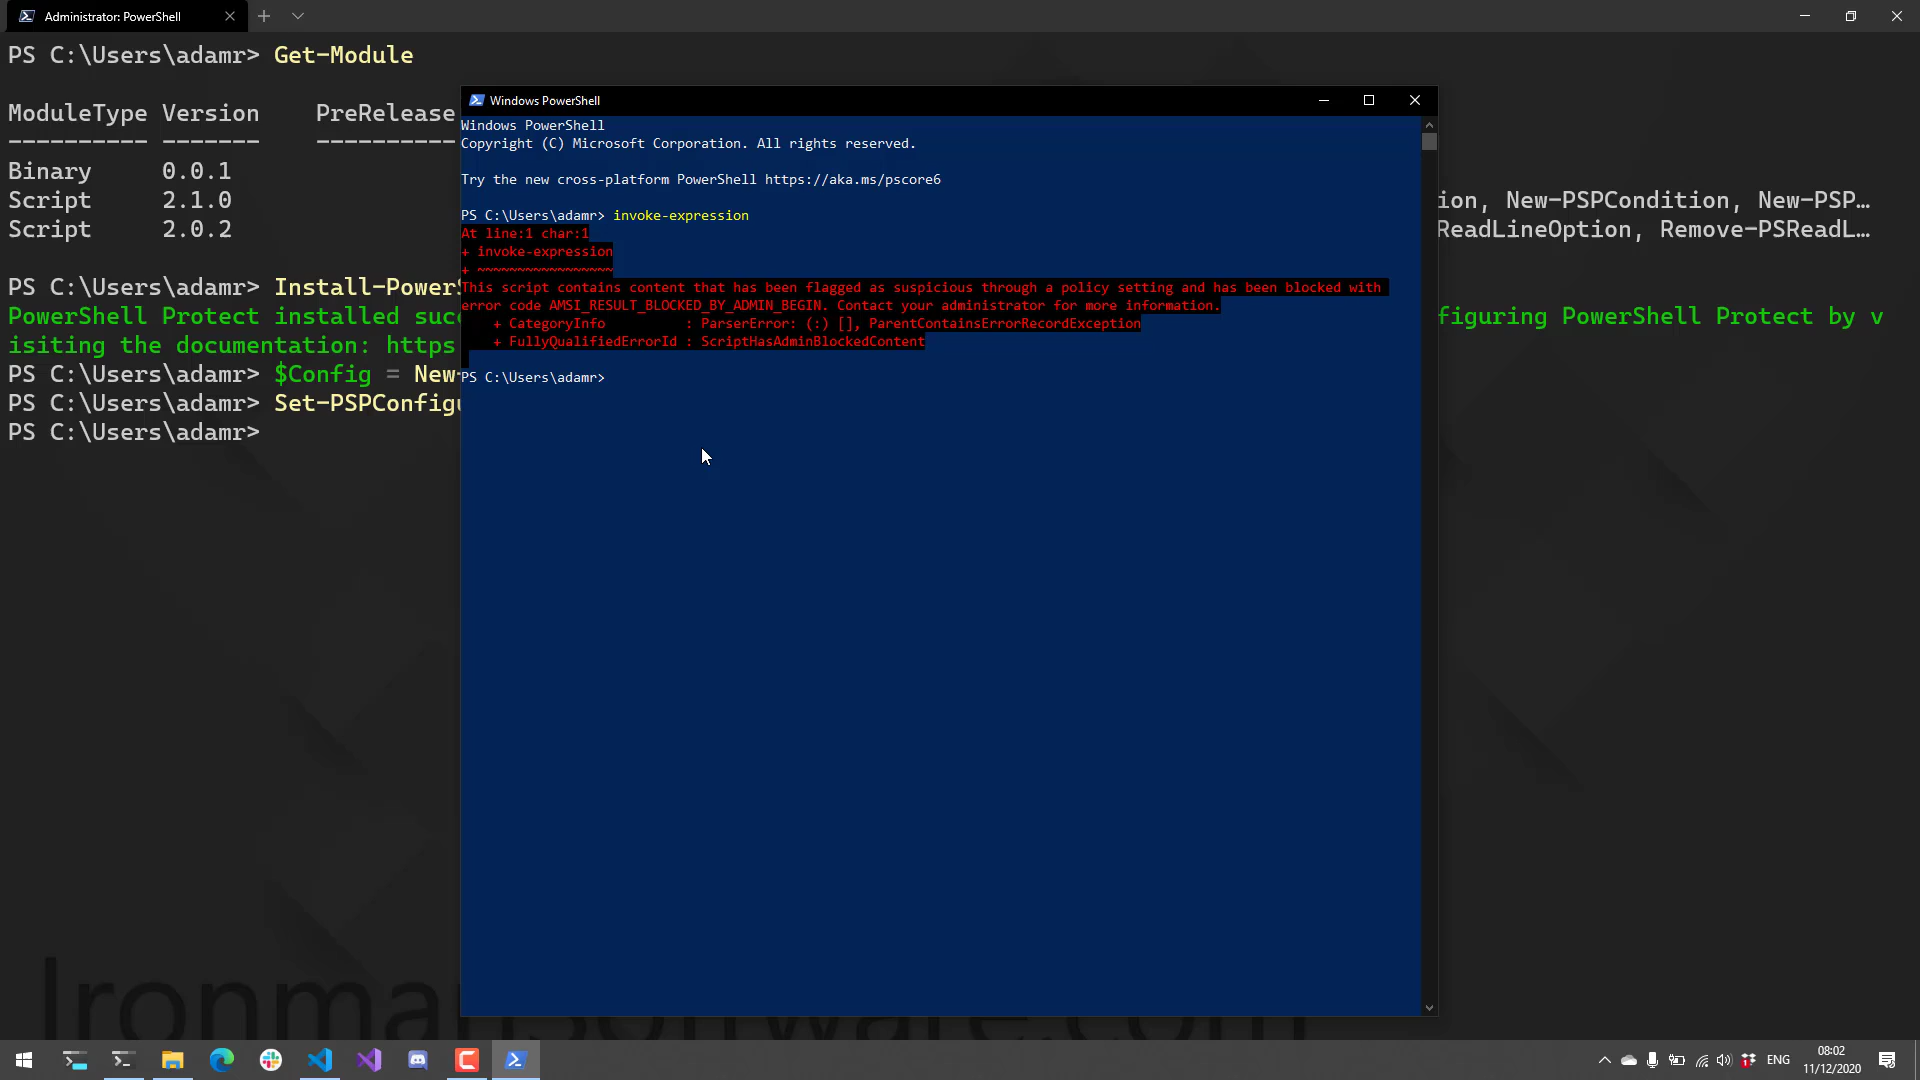 Administrator: PowerShell
PS C:\Users\adamr> Get-Module
ModuleType Version    PreRelease
---------- -------    ----------
Binary     0.0.1
Script     2.1.0
ion, New-PSPCondition, New-PSP…
Script     2.0.2
ReadLineOption, Remove-PSReadL…
PS C:\Users\adamr> Install-Power
PowerShell Protect installed suc
figuring PowerShell Protect by v
isiting the documentation: https
PS C:\Users\adamr> $Config = New-
PS C:\Users\adamr> Set-PSPConfigu
PS C:\Users\adamr>
Windows PowerShell
Windows PowerShell
Copyright (C) Microsoft Corporation. All rights reserved.
Try the new cross-platform PowerShell https://aka.ms/pscore6
PS C:\Users\adamr> invoke-expression
At line:1 char:1
+ invoke-expression
+ ~~~~~~~~~~~~~~~~~
This script contains content that has been flagged as suspicious through a policy setting and has been blocked with
error code AMSI_RESULT_BLOCKED_BY_ADMIN_BEGIN. Contact your administrator for more information.
    + CategoryInfo          : ParserError: (:) [], ParentContainsErrorRecordException
    + FullyQualifiedErrorId : ScriptHasAdminBlockedContent
PS C:\Users\adamr>
ENG
08:02
11/12/2020